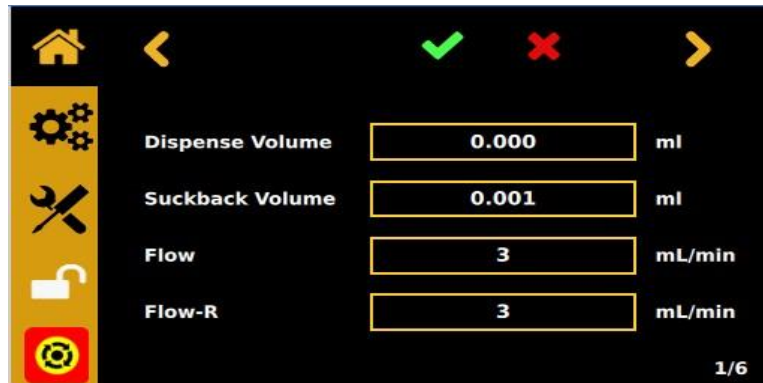 Dispense Volume 0.000 ml
Suckback Volume 0.001 ml
Flow 3 mL/min
Flow-R 3 mL/min
1/6